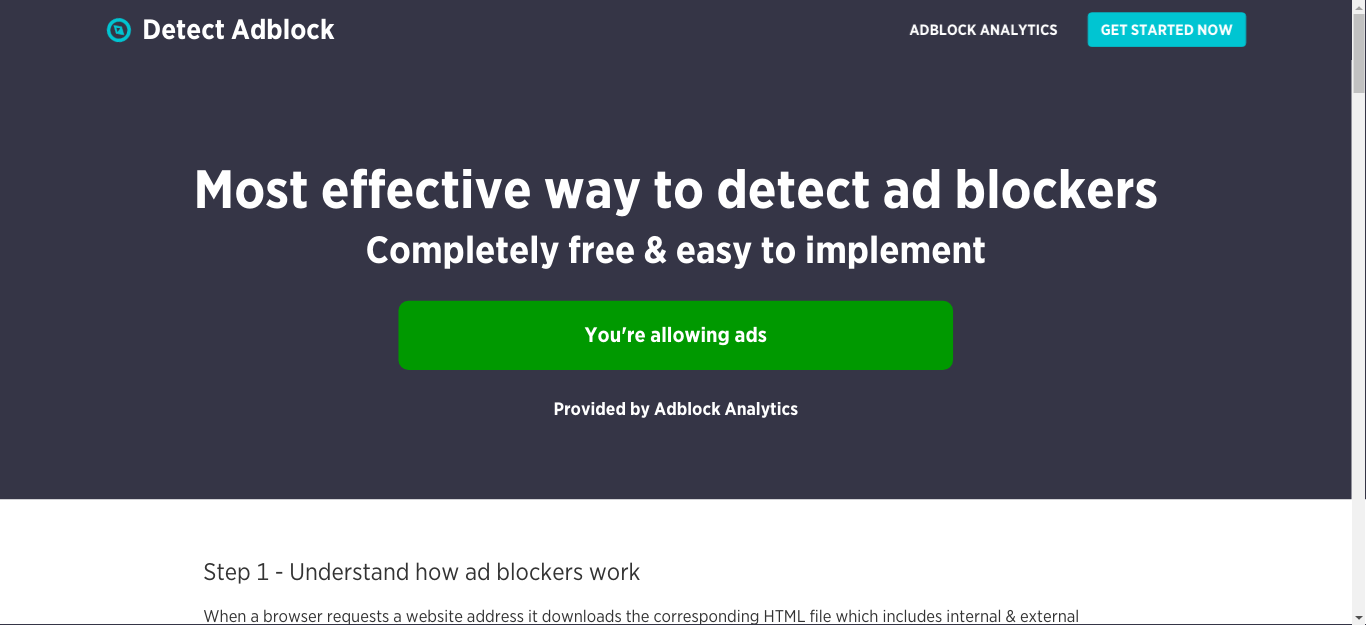 Detect Adblock
ADBLOCK ANALYTICS
GET STARTED NOW
Most effective way to detect ad blockers
Completely free & easy to implement
You're allowing ads
Provided by Adblock Analytics
Step 1 - Understand how ad blockers work
When a browser requests a website address it downloads the corresponding HTML file which includes internal & external